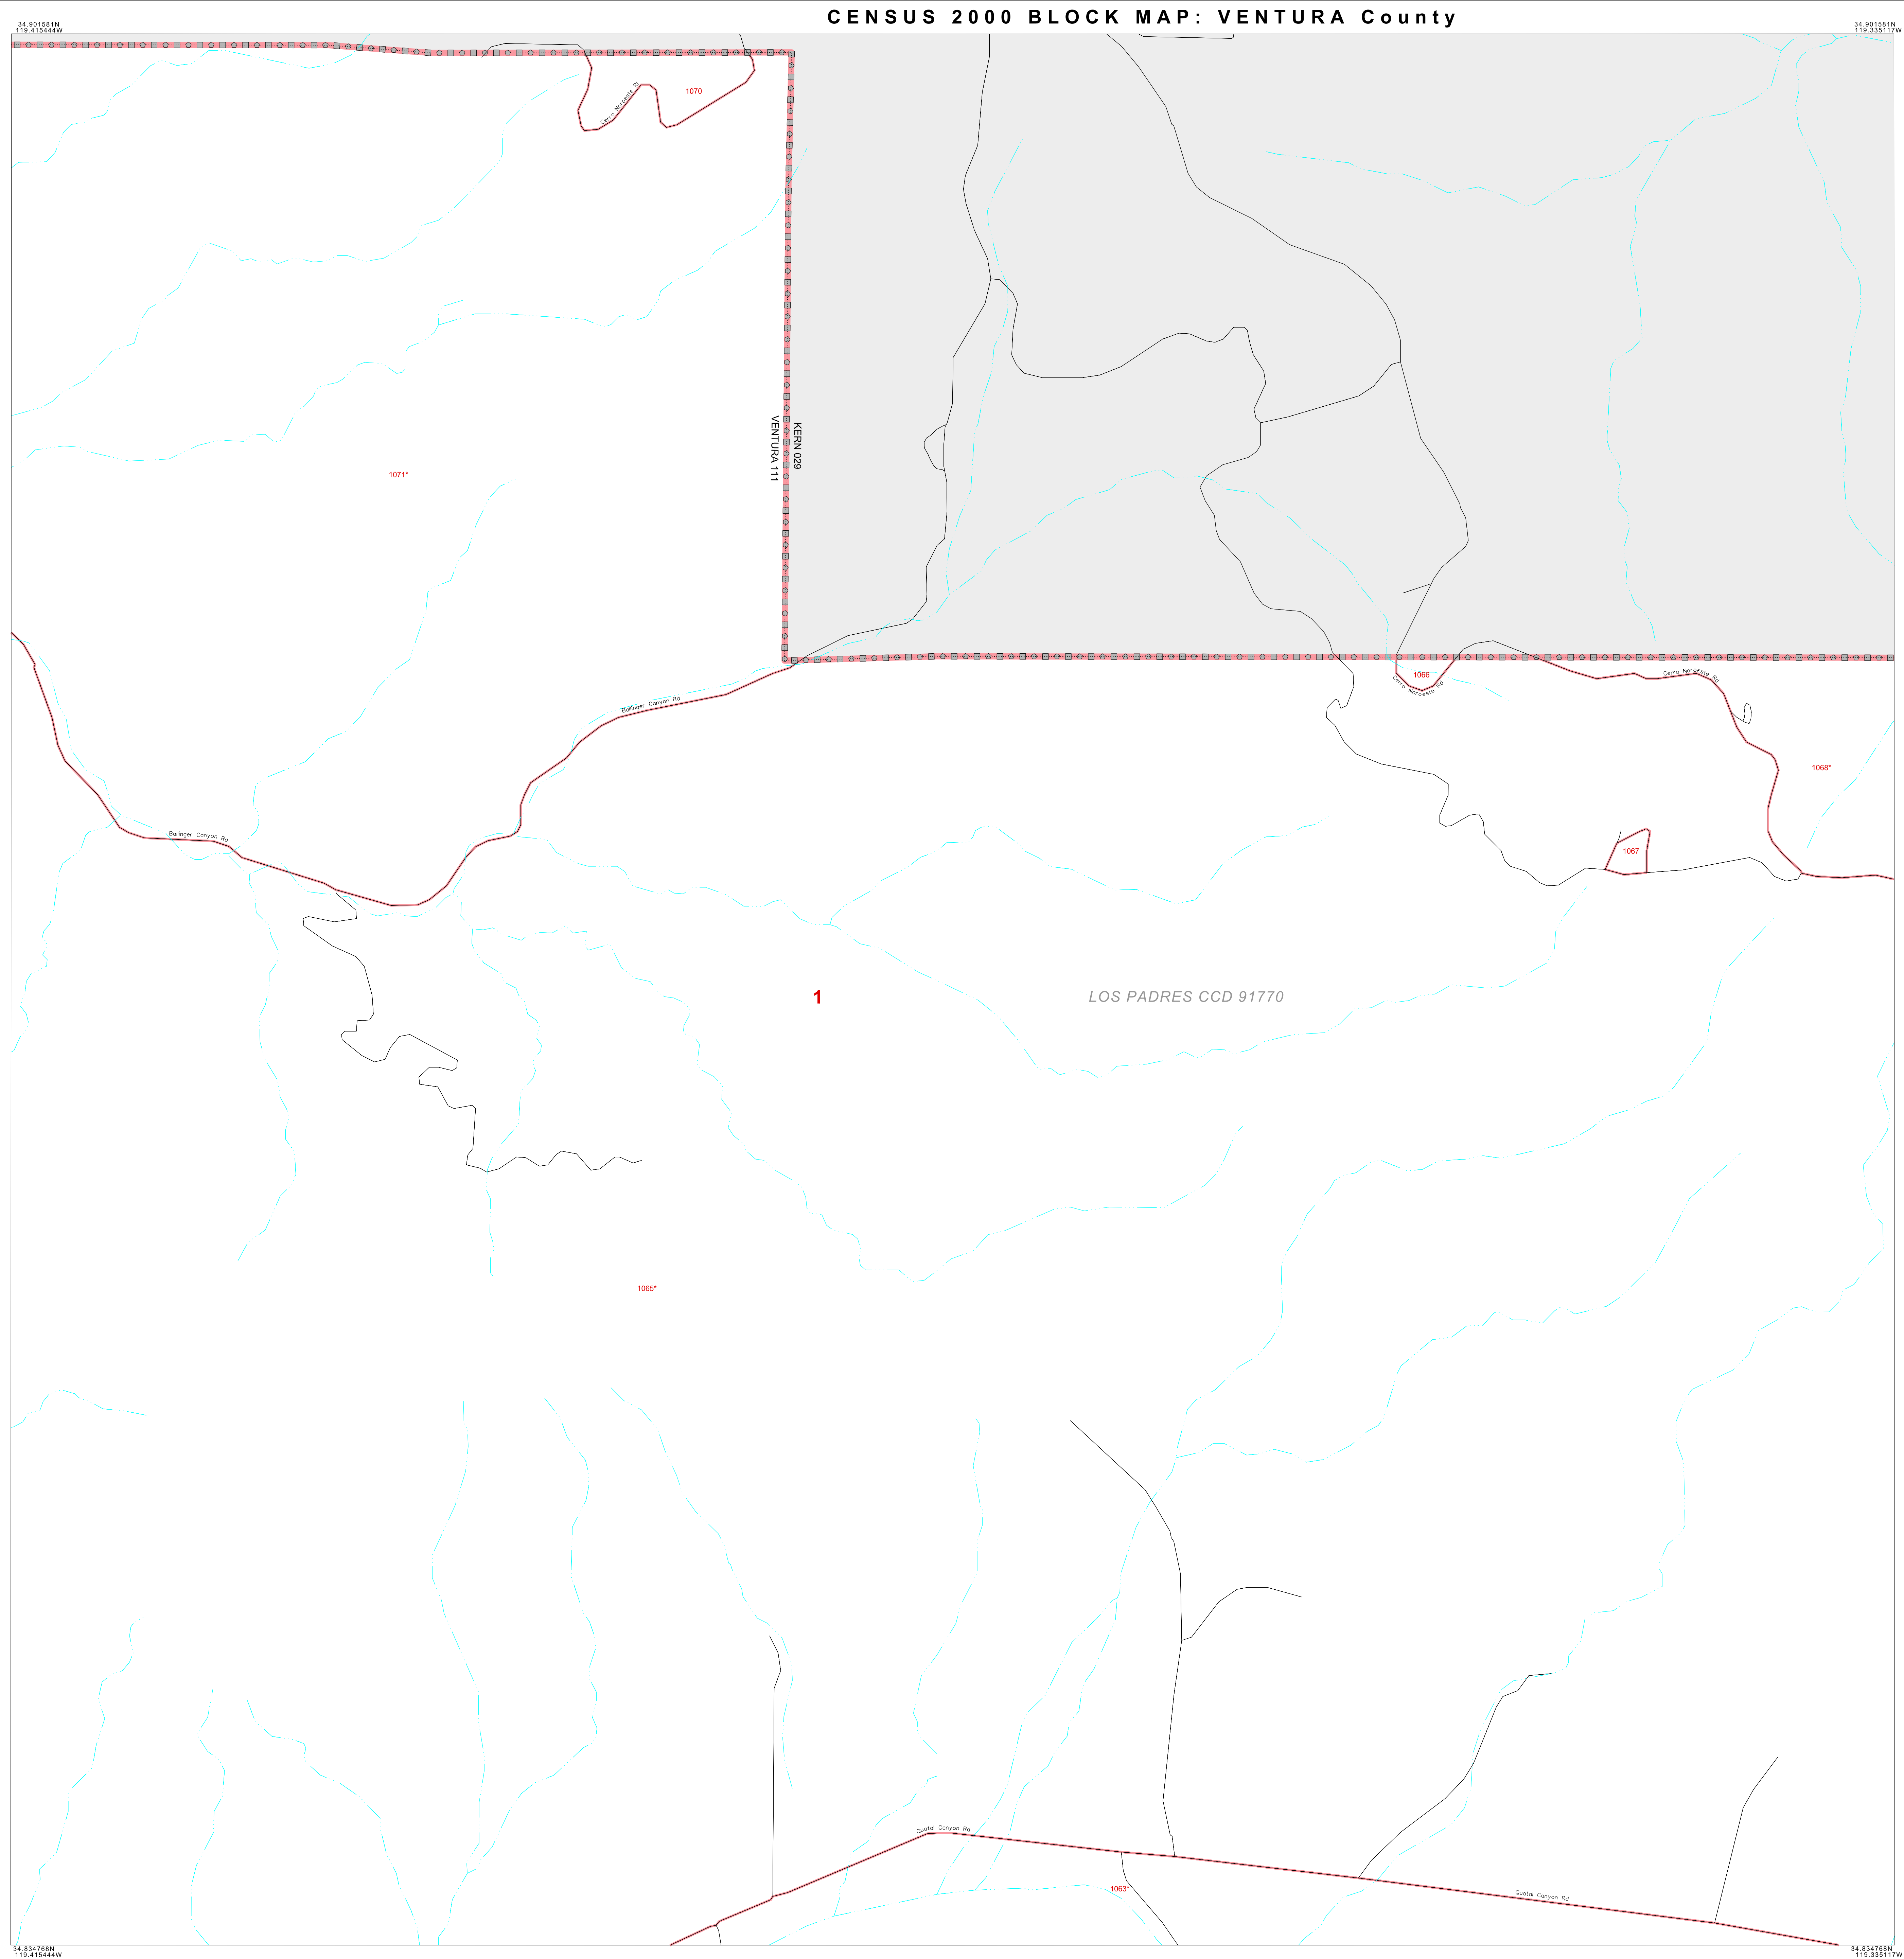 CENSUS 2000 BLOCK MAP: VENTURA County
34.901581N
119.415444W
34.901581N
119.335117W
1070
Cerro Noroeste R
KERN 029
VENTURA 111
1071*
1066
Cerro Noroeste Rd
Cerro Noroeste Rd
Ballinger Canyon Rd
1068*
Ballinger Canyon Rd
1067
1
LOS PADRES CCD 91770
1065*
Quatal Canyon Rd
1063*
Quatal Canyon Rd
34.834768N
119.415444W
34.834768N
119.335117W